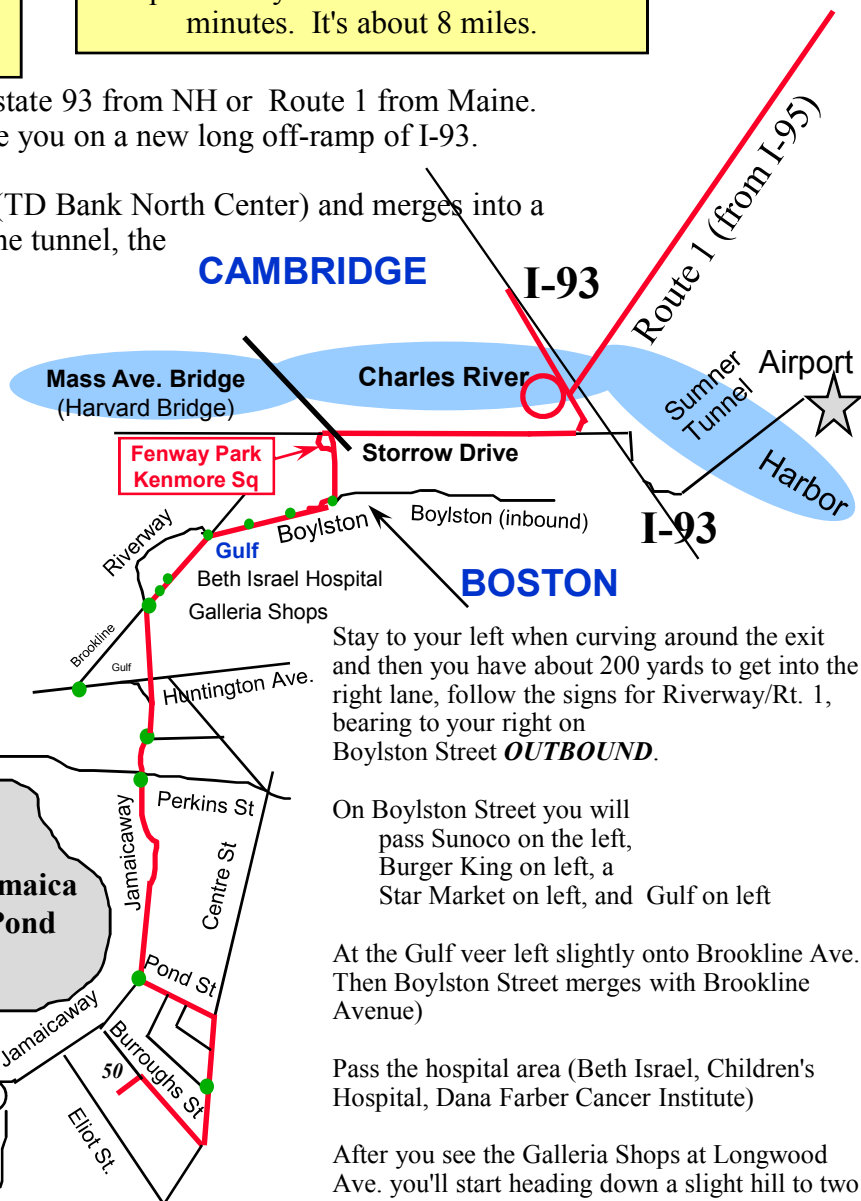 minutes.  It's about 8 miles.
state 93 from NH or  Route 1 from Maine.
e you on a new long off-ramp of I-93.
(TD Bank North Center) and merges into a
ne tunnel, the
CAMBRIDGE
I-93
Route 1 (from I-95)
Mass Ave. Bridge
(Harvard Bridge)
Charles River
Sumner
Tunnel
Airport
Harbor
Fenway Park
Kenmore Sq
Storrow Drive
Riverway
Boylston
Boylston (inbound)
I-93
Gulf
Beth Israel Hospital
Galleria Shops
BOSTON
Brookline
Gulf
Huntington Ave.
Stay to your left when curving around the exit
and then you have about 200 yards to get into the
right lane, follow the signs for Riverway/Rt. 1,
bearing to your right on
Boylston Street OUTBOUND.
Perkins St
Jamaicaway
Centre St
On Boylston Street you will
pass Sunoco on the left,
Burger King on left, a
Star Market on left, and  Gulf on left
maica
Pond
Pond St
At the Gulf veer left slightly onto Brookline Ave.
Then Boylston Street merges with Brookline
Avenue)
Jamaicaway
Burroughs St
50
Eliot St.
Pass the hospital area (Beth Israel, Children's
Hospital, Dana Farber Cancer Institute)
After you see the Galleria Shops at Longwood
Ave. you'll start heading down a slight hill to two